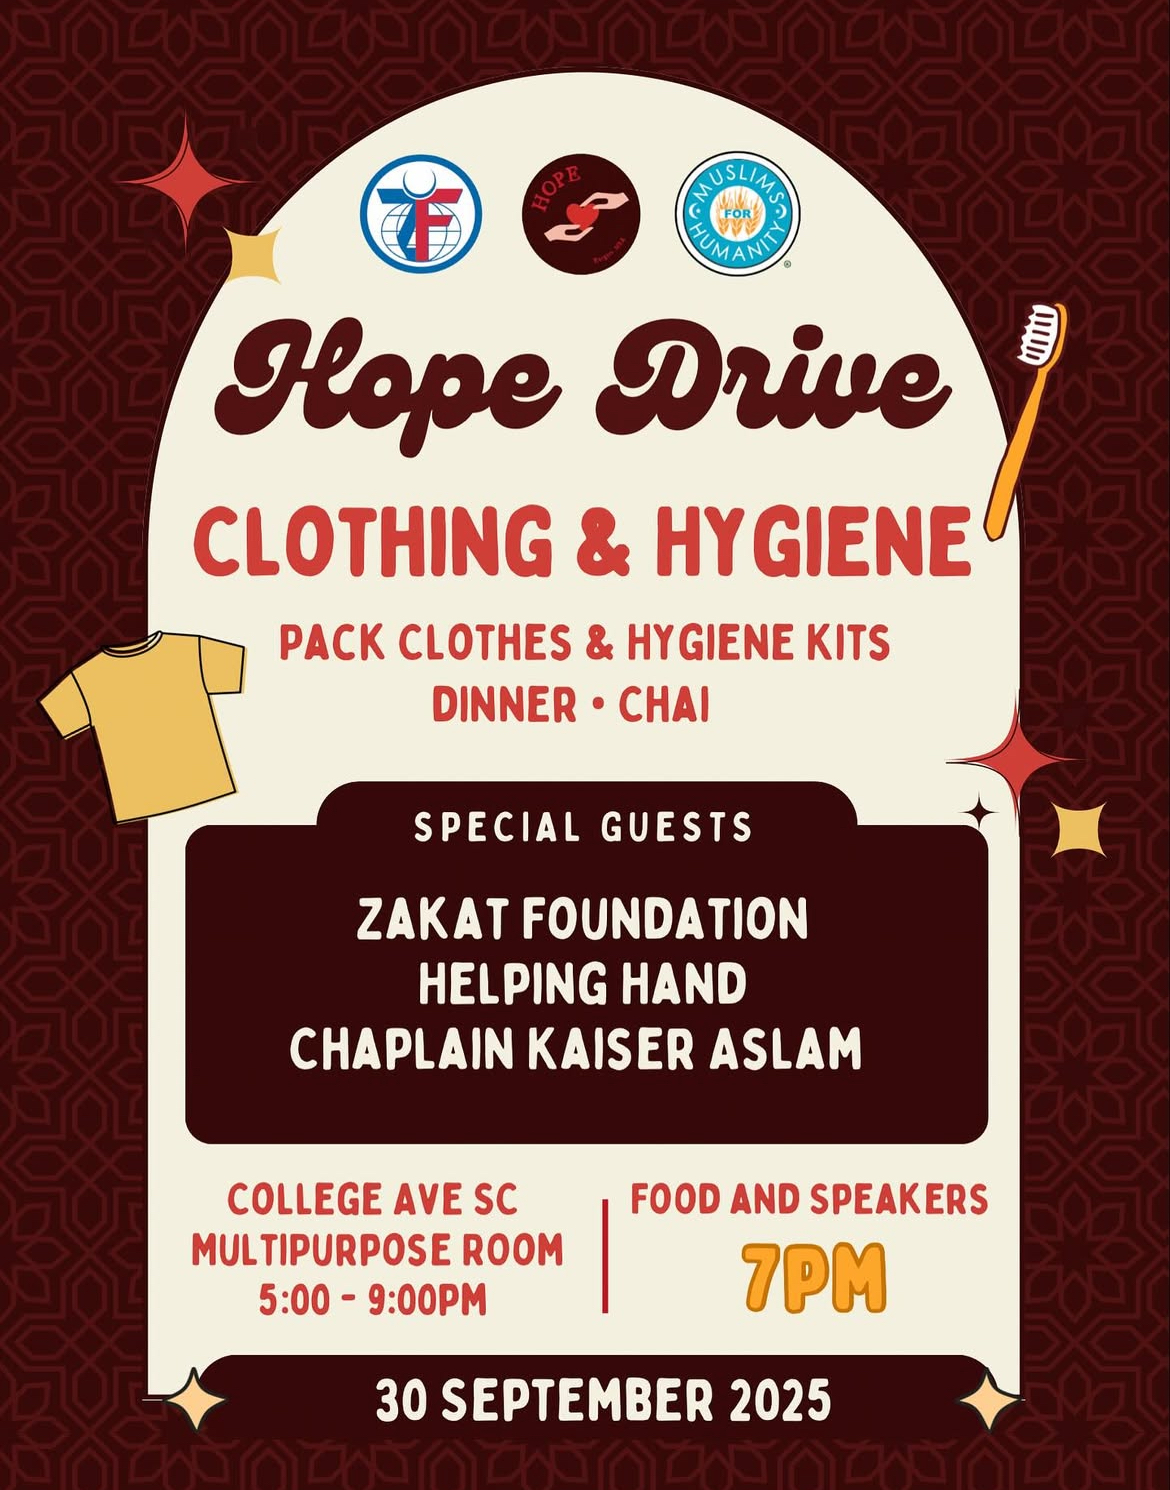 ZF
HOPE
MUSLIMS
FOR
HUMANITY
®
Hope Drive
CLOTHING & HYGIENE
PACK CLOTHES & HYGIENE KITS
DINNER • CHAI
SPECIAL GUESTS
ZAKAT FOUNDATION
HELPING HAND
CHAPLAIN KAISER ASLAM
COLLEGE AVE SC
MULTIPURPOSE ROOM
5:00 - 9:00PM
FOOD AND SPEAKERS
7PM
30 SEPTEMBER 2025